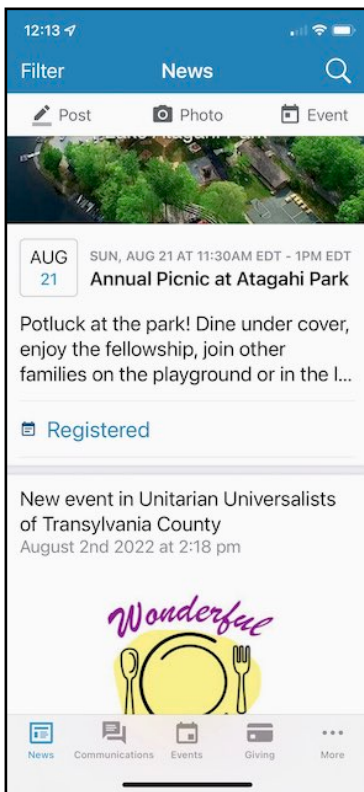 12:13
Filter
News
Post
Photo
Event
AUG
21
SUN, AUG 21 AT 11:30AM EDT - 1PM EDT
Annual Picnic at Atagahi Park
Potluck at the park! Dine under cover,
enjoy the fellowship, join other
families on the playground or in the l...
Registered
New event in Unitarian Universalists
of Transylvania County
August 2nd 2022 at 2:18 pm
Wonderful
News
Communications
Events
Giving
More